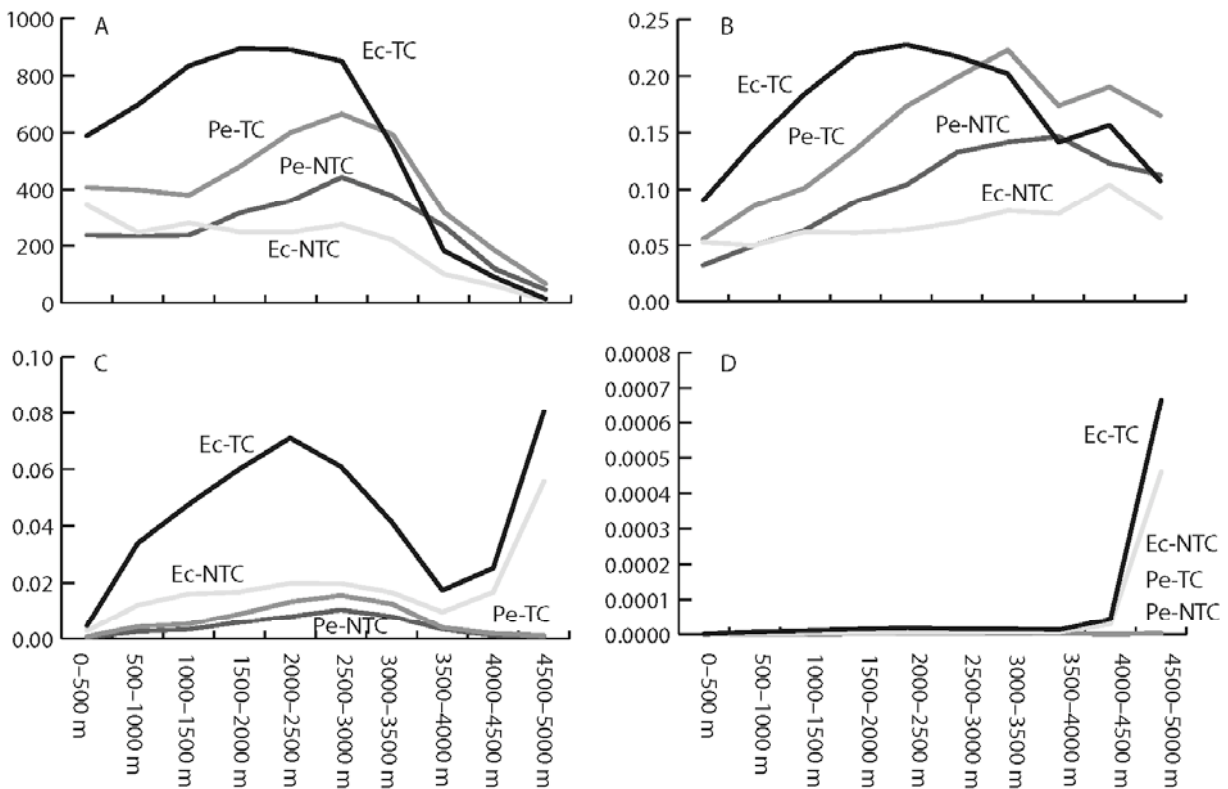 A
1000
800
600
400
200
0
Ec-TC
Pe-TC
Pe-NTC
Ec-NTC
B
0.25
0.20
0.15
0.10
0.05
0.00
Ec-TC
Pe-TC
Pe-NTC
Ec-NTC
C
0.10
0.08
0.06
0.04
0.02
0.00
Ec-TC
Ec-NTC
Pe-TC
Pe-NTC
0–500 m
500–1000 m
1000–1500 m
1500–2000 m
2000–2500 m
2500–3000 m
3000–3500 m
3500–4000 m
4000–4500 m
4500–5000 m
D
0.0008
0.0007
0.0006
0.0005
0.0004
0.0003
0.0002
0.0001
0.0000
Ec-TC
Ec-NTC
Pe-TC
Pe-NTC
0–500 m
500–1000 m
1000–1500 m
1500–2000 m
2000–2500 m
2500–3000 m
3000–3500 m
3500–4000 m
4000–4500 m
4500–5000 m